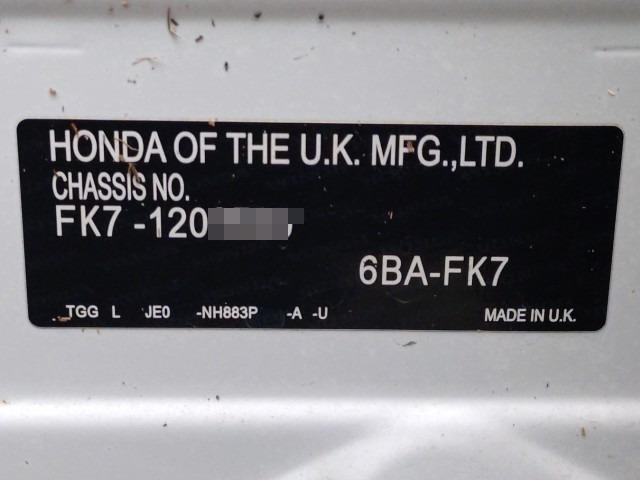 HONDA OF THE U.K. MFG.,LTD.
CHASSIS NO.
FK7 -120
6BA-FK7
TGG L JE0 -NH883P -A -U MADE IN U.K.